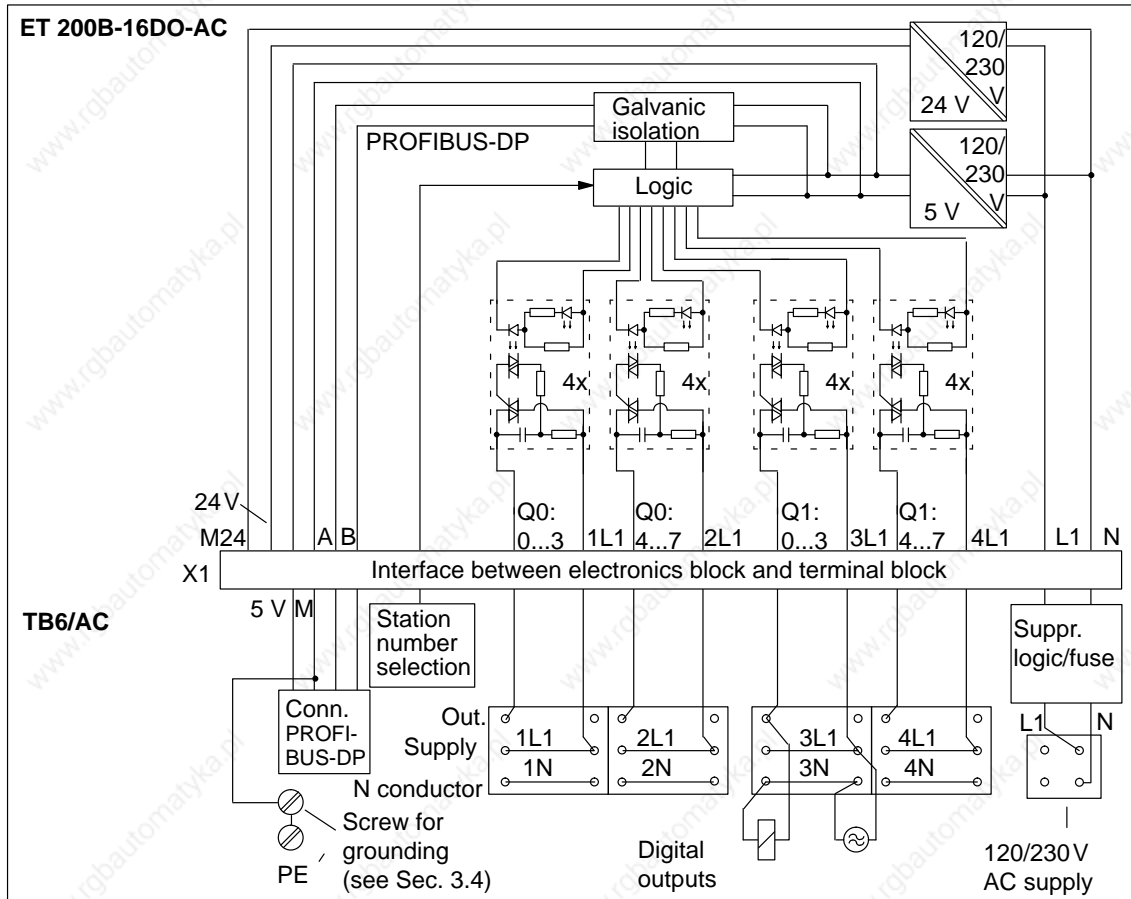 ET 200B-16DO-AC
120/
230
V
24 V
Galvanic
isolation
PROFIBUS-DP
120/
230
V
5 V
Logic
4x
4x
4x
4x
24 V
Q0:
Q0:
Q1:
Q1:
M24
A
B
0...3
1L1
4...7
2L1
0...3
3L1
4...7
4L1
L1
N
X1
Interface between electronics block and terminal block
5 V
M
TB6/AC
Station
number
selection
Suppr.
logic/fuse
Conn.
PROFI-
BUS-DP
Out.
Supply
N conductor
1L1
1N
2L1
2N
3L1
3N
4L1
4N
L1
N
Screw for
grounding
(see Sec. 3.4)
PE
Digital
outputs
120/230 V
AC supply
www.rgbautomatyka.pl